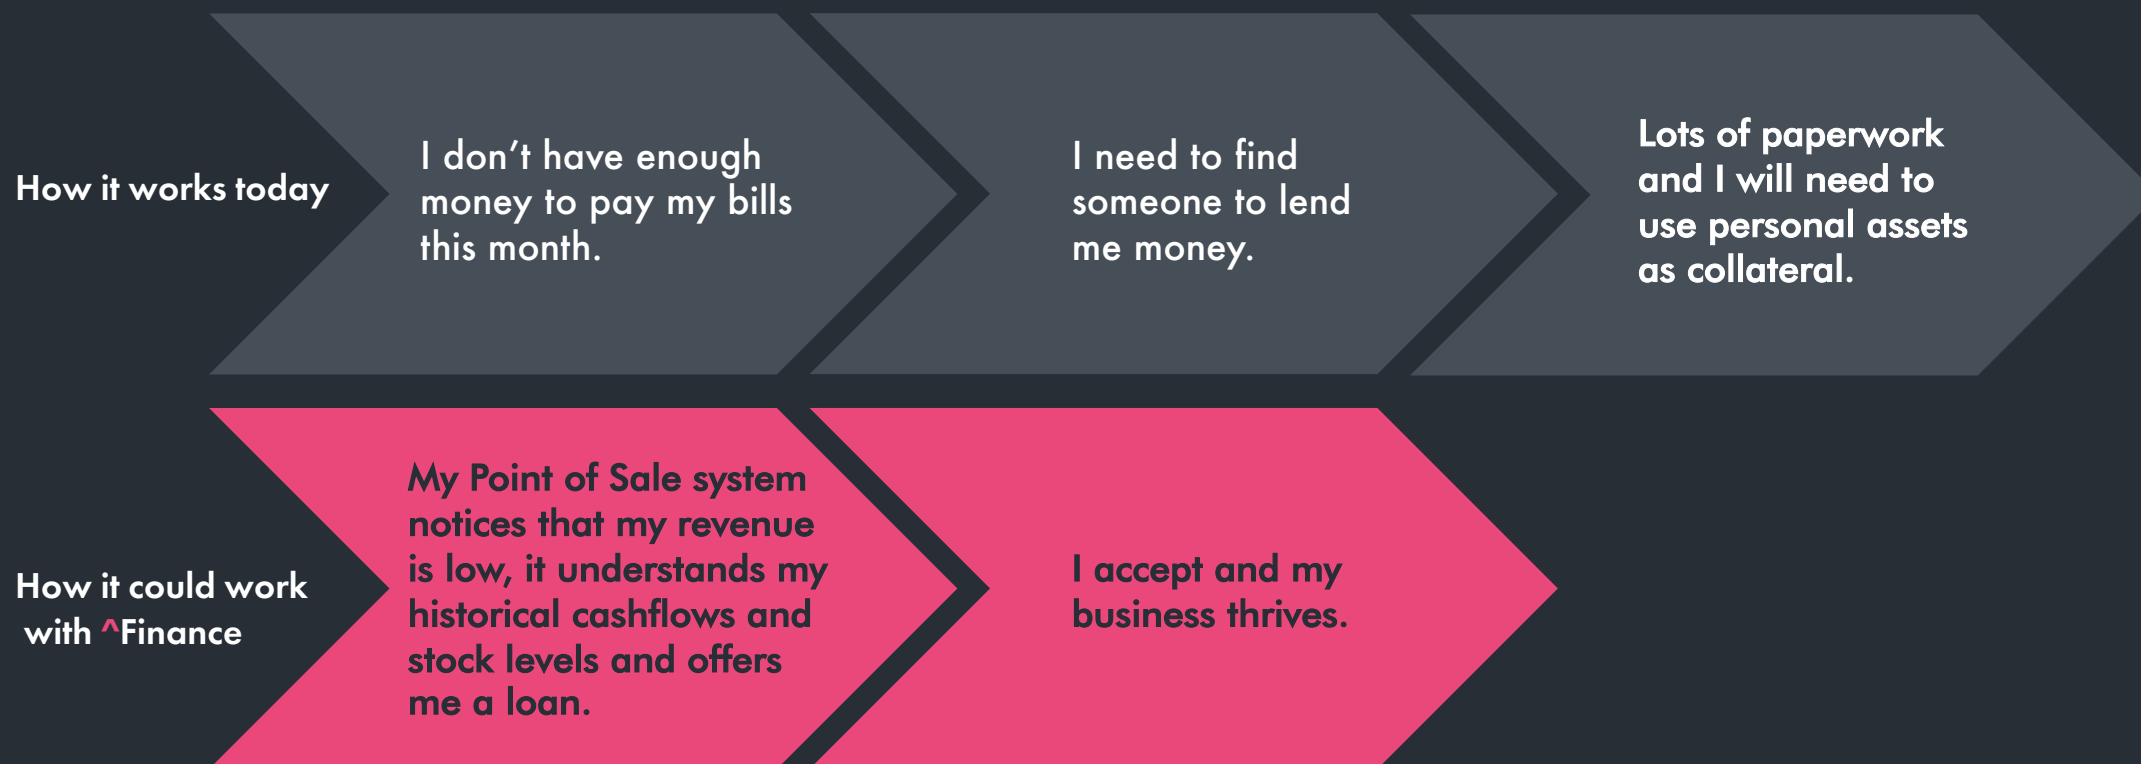 How it works today
I don’t have enough
money to pay my bills
this month.
I need to find
someone to lend
me money.
Lots of paperwork
and I will need to
use personal assets
as collateral.
How it could work
with ^Finance
My Point of Sale system
notices that my revenue
is low, it understands my
historical cashflows and
stock levels and offers
me a loan.
I accept and my
business thrives.